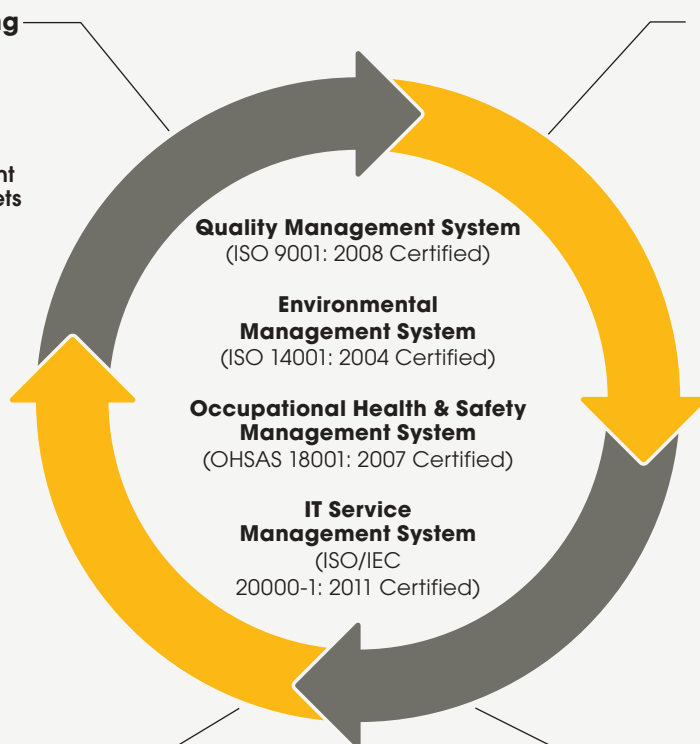 Quality Management System
(ISO 9001: 2008 Certified)
Environmental
Management System
(ISO 14001: 2004 Certified)
Occupational Health & Safety
Management System
(OHSAS 18001: 2007 Certified)
IT Service
Management System
(ISO/IEC
20000-1: 2011 Certified)